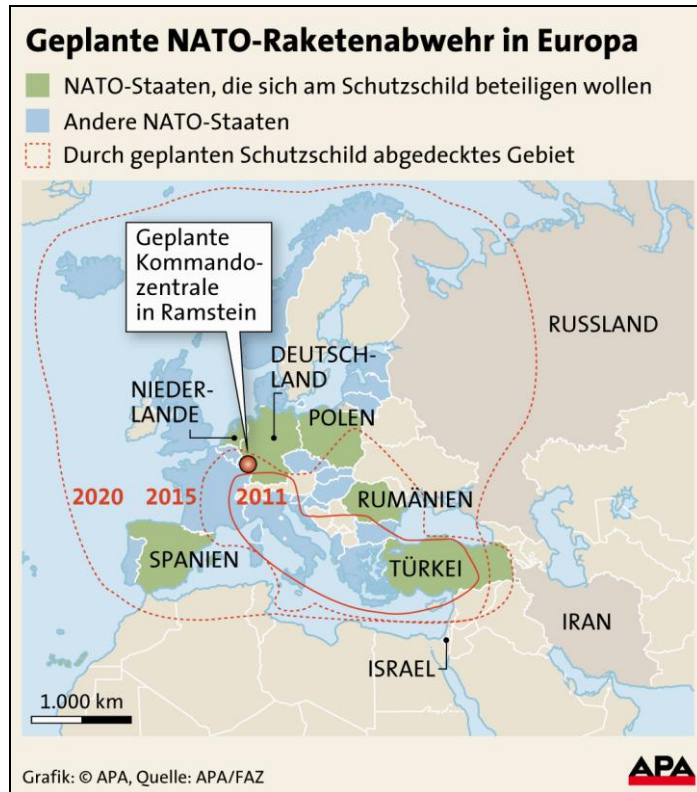 Geplante NATO-Raketenabwehr in Europa
NATO-Staaten, die sich am Schutzschild beteiligen wollen
Andere NATO-Staaten
Durch geplanten Schutzschild abgedecktes Gebiet
Geplante
Kommando-
zentrale
in Ramstein
RUSSLAND
DEUTSCH-
LAND
NIEDER-
LANDE
POLEN
2020
2015
2011
RUMÄNIEN
SPANIEN
TÜRKEI
IRAN
ISRAEL
1.000 km
Grafik: © APA, Quelle: APA/FAZ
APA